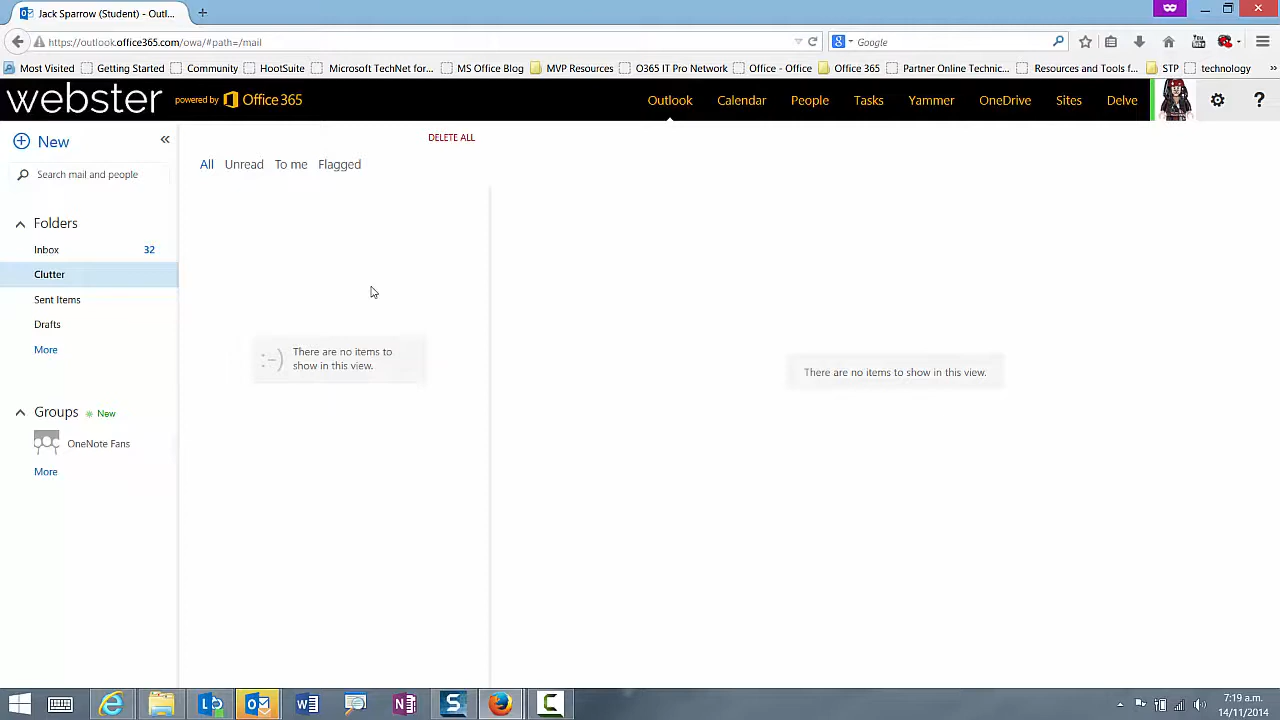 Jack Sparrow (Student) - Outl...
https://outlook.office365.com/owa/#path=/mail
Google
Most Visited
Getting Started
Community
HootSuite
Microsoft TechNet for...
MS Office Blog
MVP Resources
O365 IT Pro Network
Office - Office
Office 365
Partner Online Technic...
Resources and Tools f...
STP
technology
webster powered by Office 365
Outlook
Calendar
People
Tasks
Yammer
OneDrive
Sites
Delve
New
DELETE ALL
All
Unread
To me
Flagged
Search mail and people
Folders
Inbox 32
Clutter
Sent Items
Drafts
More
:-)
There are no items to
show in this view.
There are no items to show in this view.
Groups New
OneNote Fans
More
7:19 a.m.
14/11/2014